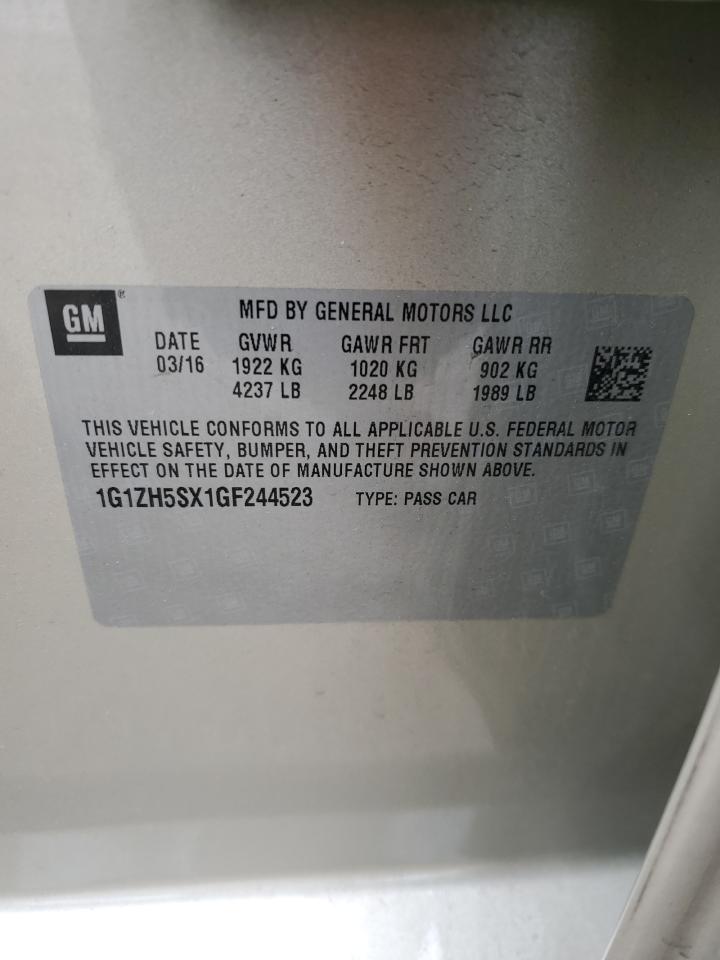 GM®
MFD BY GENERAL MOTORS LLC
DATE GVWR GAWR FRT GAWR RR
03/16 1922 KG 1020 KG 902 KG
4237 LB 2248 LB 1989 LB
THIS VEHICLE CONFORMS TO ALL APPLICABLE U.S. FEDERAL MOTOR
VEHICLE SAFETY, BUMPER, AND THEFT PREVENTION STANDARDS IN
EFFECT ON THE DATE OF MANUFACTURE SHOWN ABOVE.
1G1ZH5SX1GF244523 TYPE: PASS CAR